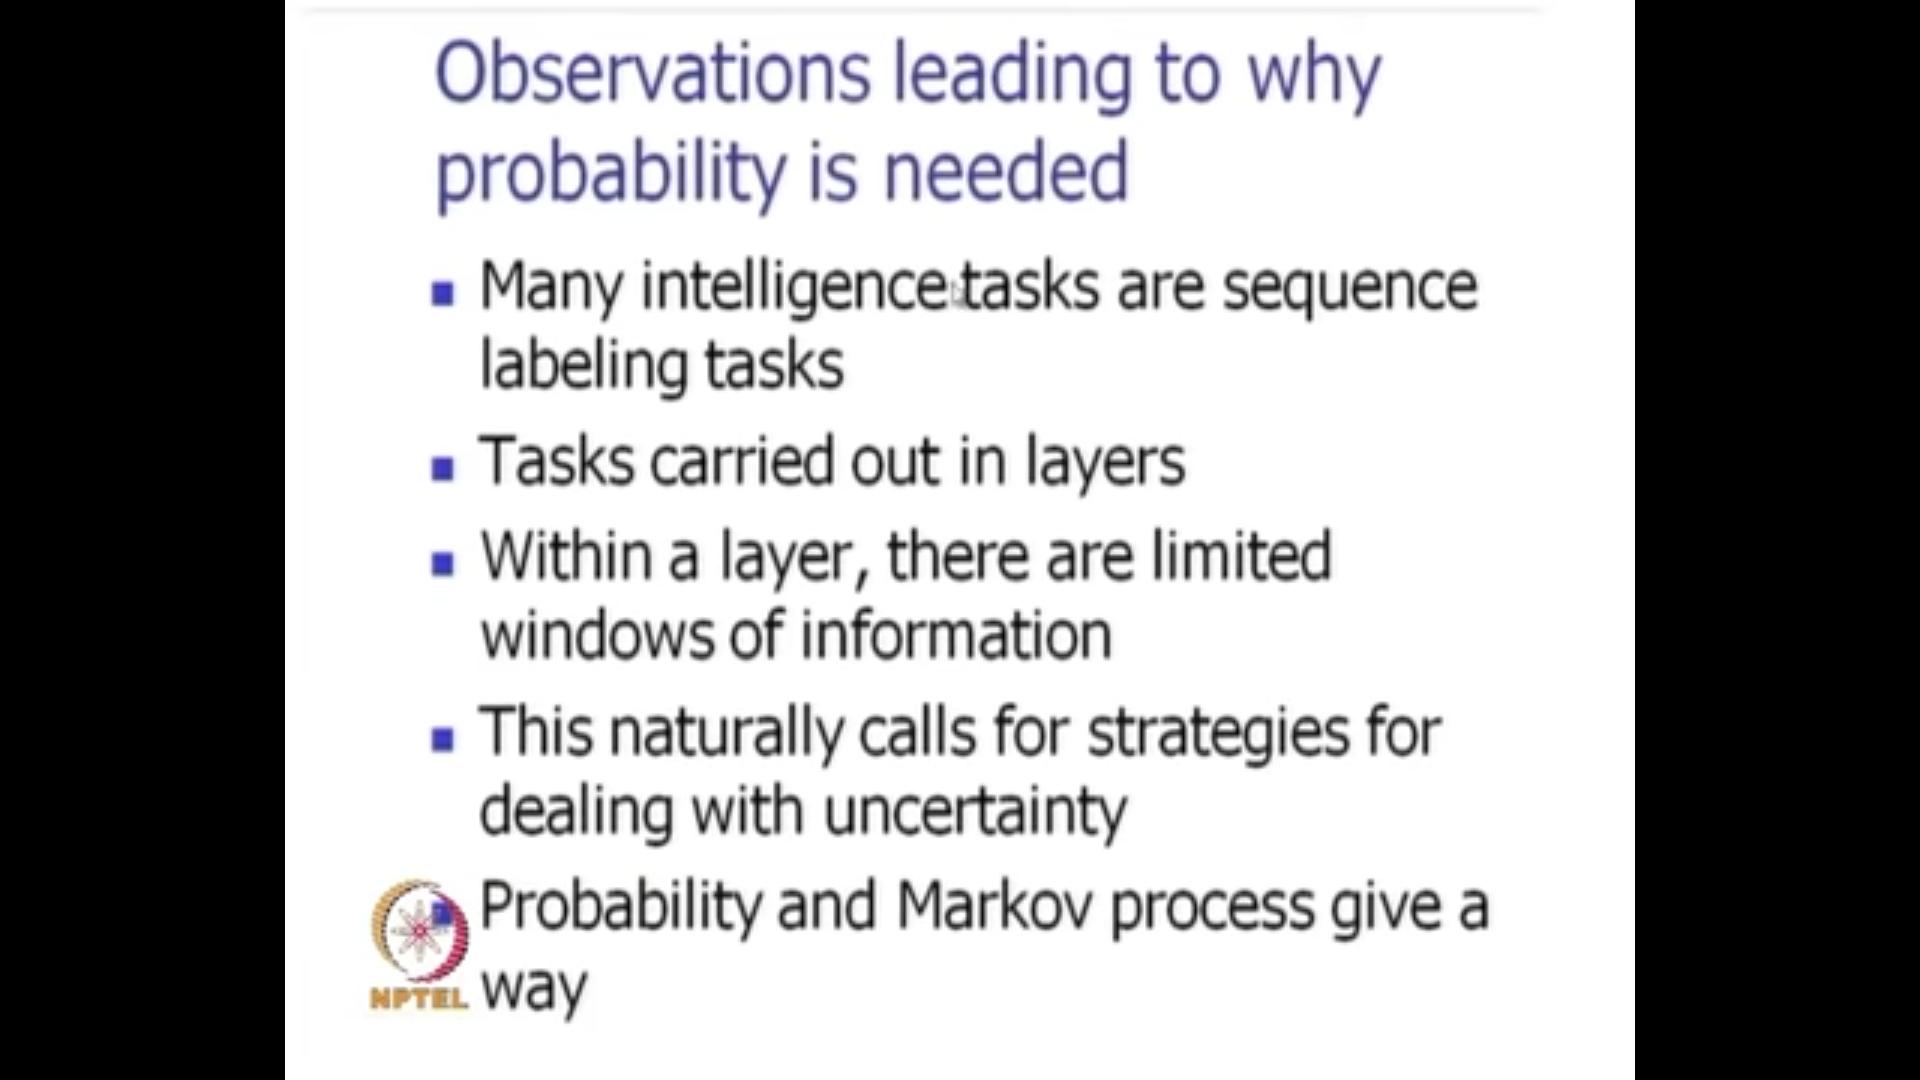 Observations leading to why
probability is needed
Many intelligence tasks are sequence
labeling tasks
Tasks carried out in layers
Within a layer, there are limited
windows of information
This naturally calls for strategies for
dealing with uncertainty
Probability and Markov process give a
way
NPTEL